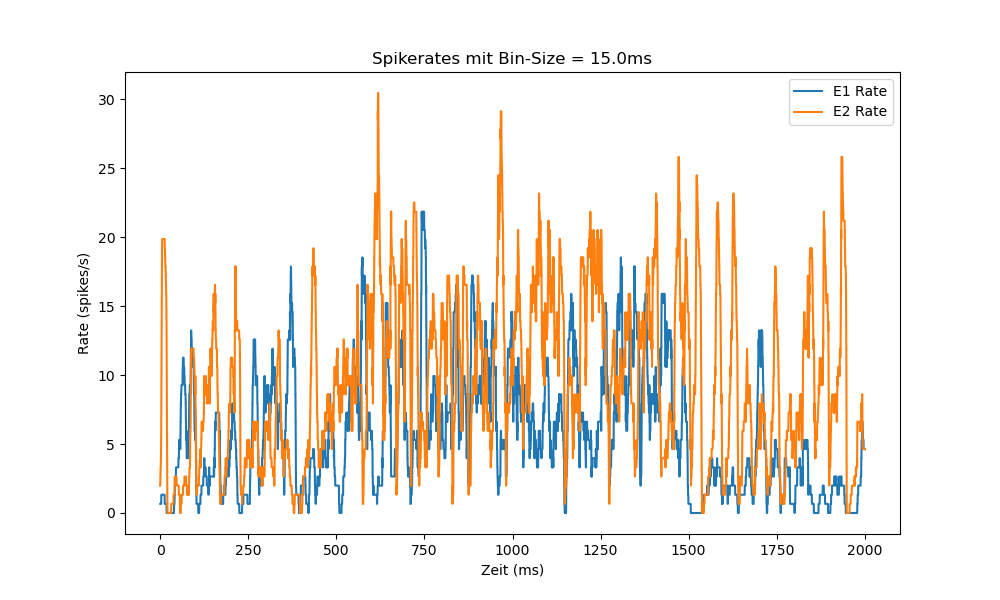 Spikerates mit Bin-Size = 15.0ms
E1 Rate
E2 Rate
30
25
20
15
10
5
0
Rate (spikes/s)
0 250 500 750 1000 1250 1500 1750 2000
Zeit (ms)